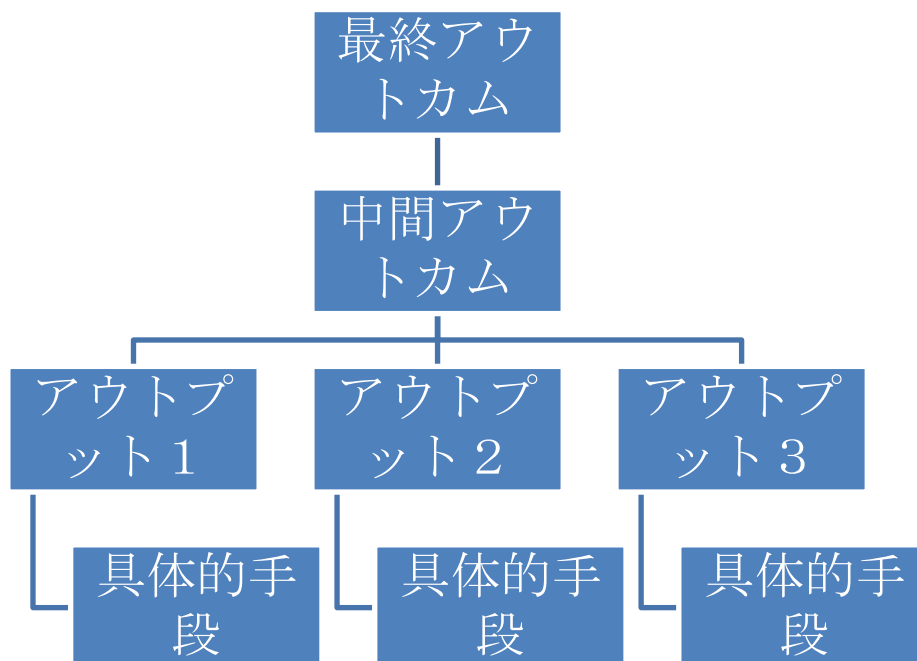 最終アウ
トカム
中間アウ
トカム
アウトプ
ット１
アウトプ
ット２
アウトプ
ット３
具体的手
段
具体的手
段
具体的手
段